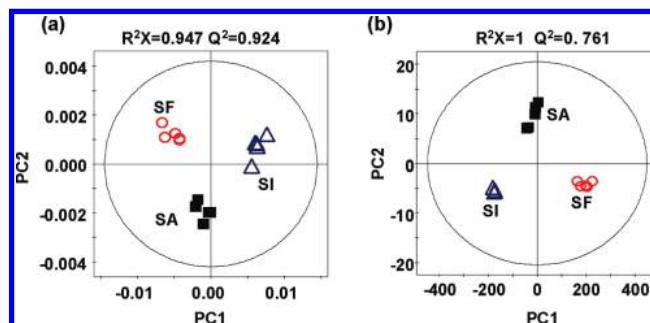 (a)
R²X=0.947 Q²=0.924
0.004
0.002
0.000
-0.002
-0.004
PC2
SF
SI
SA
-0.01
0.00
0.01
PC1
(b)
R²X=1 Q²=0. 761
20
10
0
-10
-20
PC2
SA
SI
SF
-400
-200
0
200
400
PC1